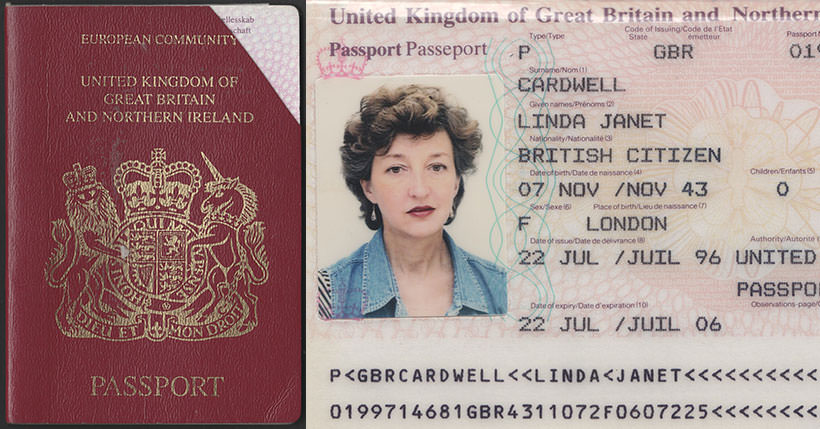 ellesskab
chaft
EUROPEAN COMMUNITY
UNITED KINGDOM OF
GREAT BRITAIN
AND NORTHERN IRELAND
DIEU ET MON DROIT
PASSPORT
United Kingdom of Great Britain and Northern
Passport Passeport
Type/Type
Code of Issuing/Code de l'Etat
State émetteur
Passport
P GBR 019
Surname/Nom (1)
CARDWELL
Given names/Prénoms (2)
LINDA JANET
Nationality/Nationalité (3)
BRITISH CITIZEN
Date of birth/Date de naissance (4)
Children/Enfants (5)
07 NOV /NOV 43 0
Sex/Sexe (6) Place of birth/Lieu de naissance (7)
F LONDON
Date of issue/Date de délivrance (8) Authority/Autorité
22 JUL /JUIL 96 UNITED
PASSPO
Date of expiry/Date d'expiration (10) Observations-page/
22 JUL /JUIL 06
P<GBRCARDWELL<<LINDA<JANET<<<<<<<<<<<
0199714681GBR4311072F0607225<<<<<<<<<